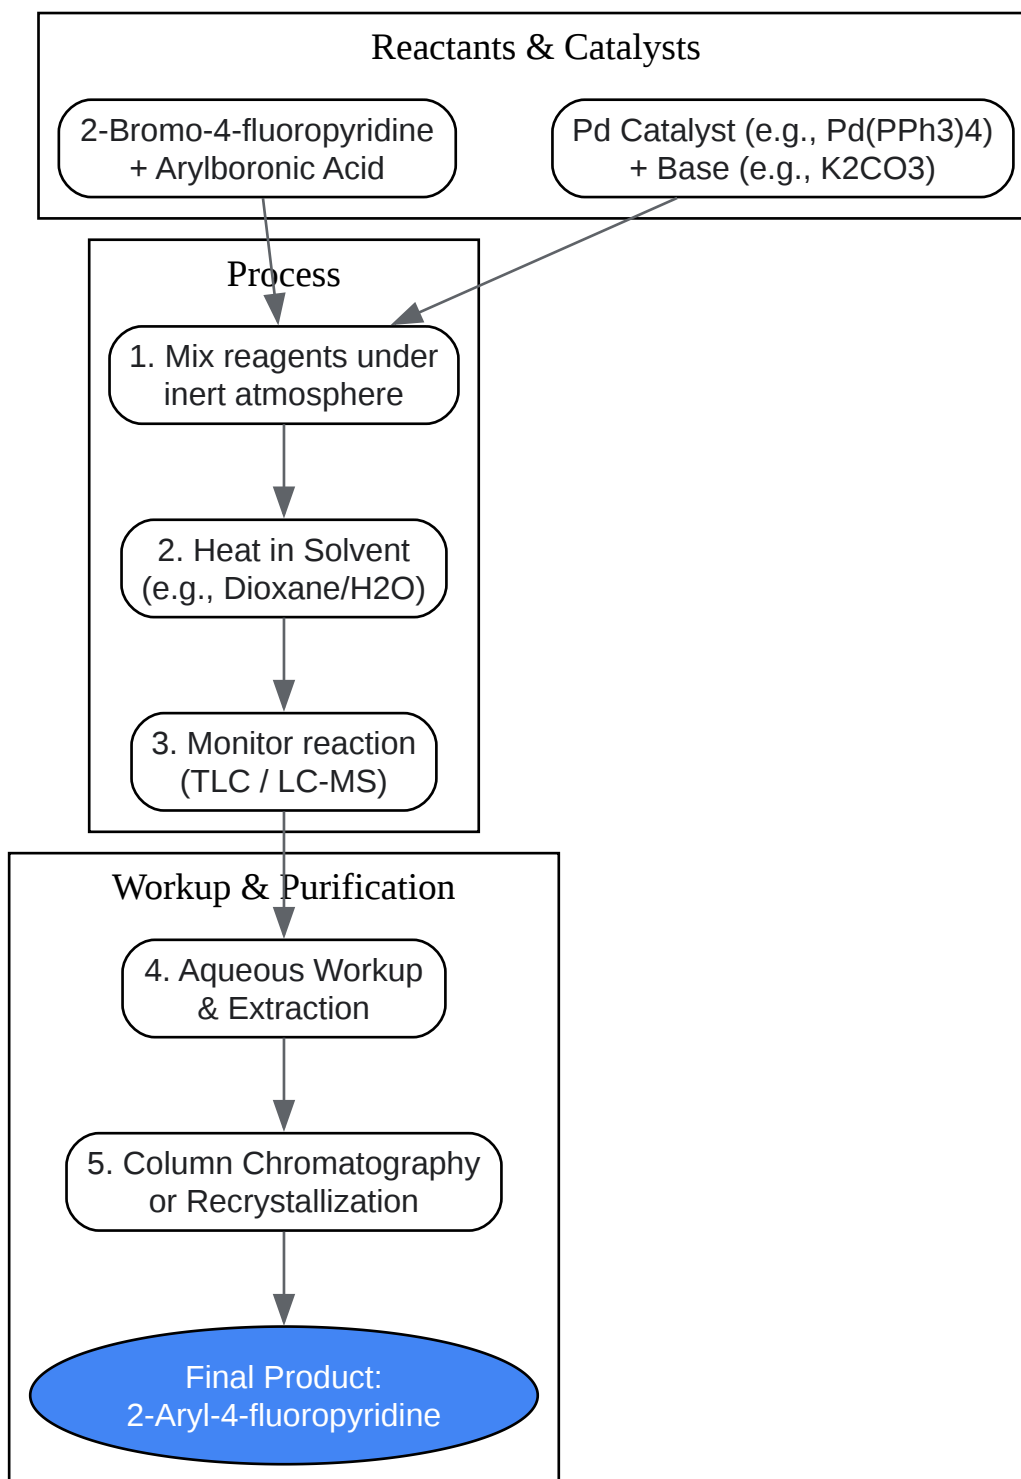 Reactants & Catalysts
2-Bromo-4-fluoropyridine
+ Arylboronic Acid
Pd Catalyst (e.g., Pd(PPh3)4)
+ Base (e.g., K2CO3)
Process
1. Mix reagents under
inert atmosphere
2. Heat in Solvent
(e.g., Dioxane/H2O)
3. Monitor reaction
(TLC / LC-MS)
Workup & Purification
4. Aqueous Workup
& Extraction
5. Column Chromatography
or Recrystallization
Final Product:
2-Aryl-4-fluoropyridine